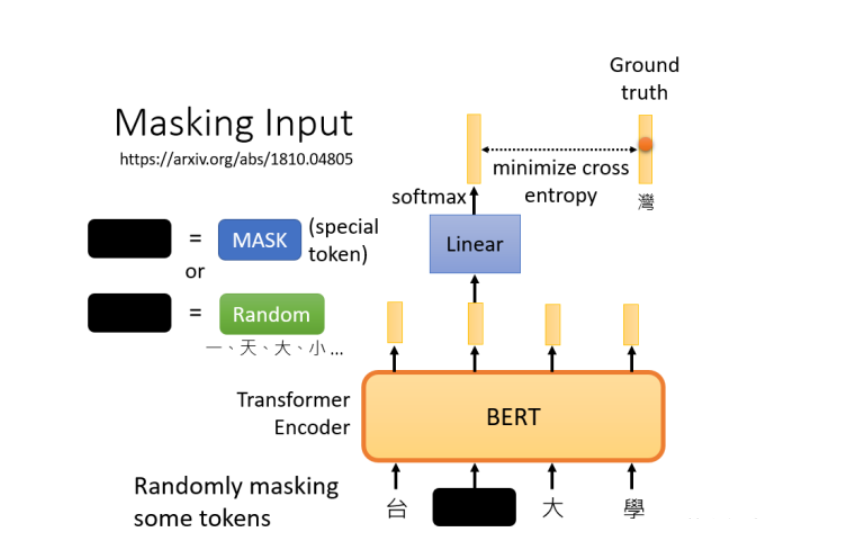 Masking Input
https://arxiv.org/abs/1810.04805
Ground
truth
minimize cross
entropy
灣
softmax
Linear
= MASK (special
token)
or
= Random
一、天、大、小 ...
Transformer
Encoder
BERT
Randomly masking
some tokens
台 大 學